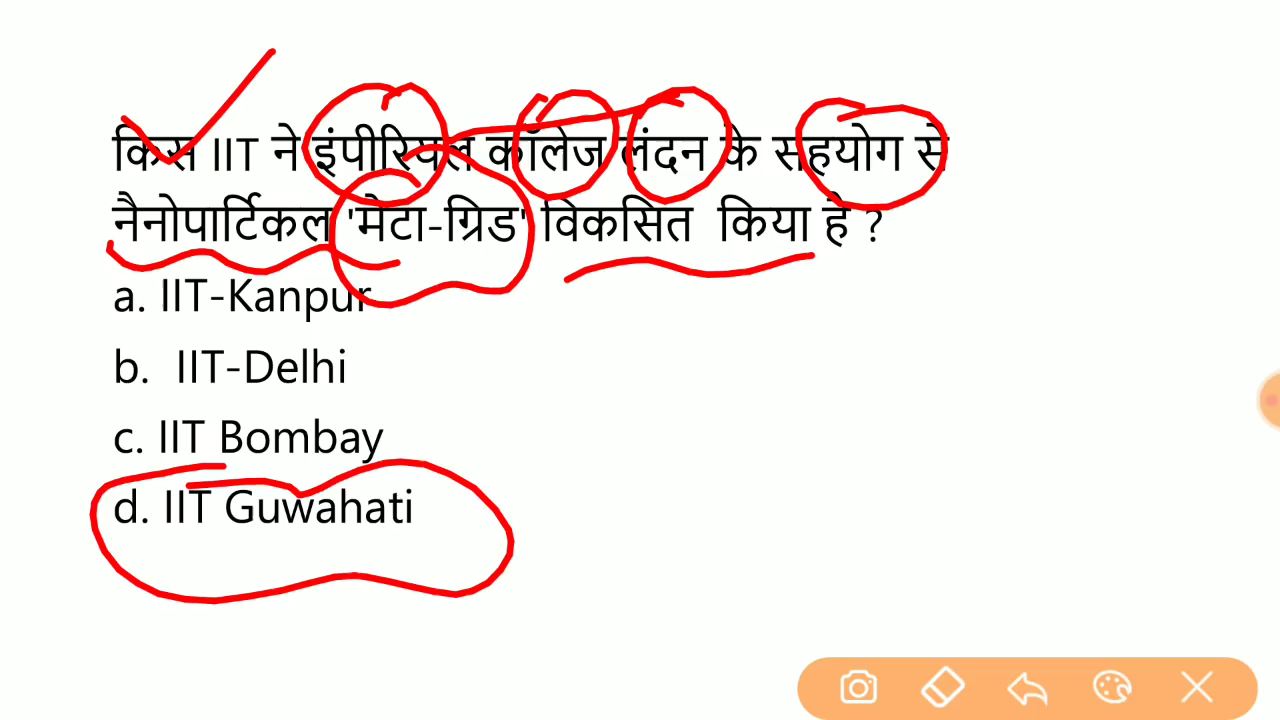 किस IIT ने इंपीरियल कॉलेज लंदन के सहयोग से
नैनोपार्टिकल 'मेटा-ग्रिड' विकसित किया है ?
a. IIT-Kanpur
b. IIT-Delhi
c. IIT Bombay
d. IIT Guwahati